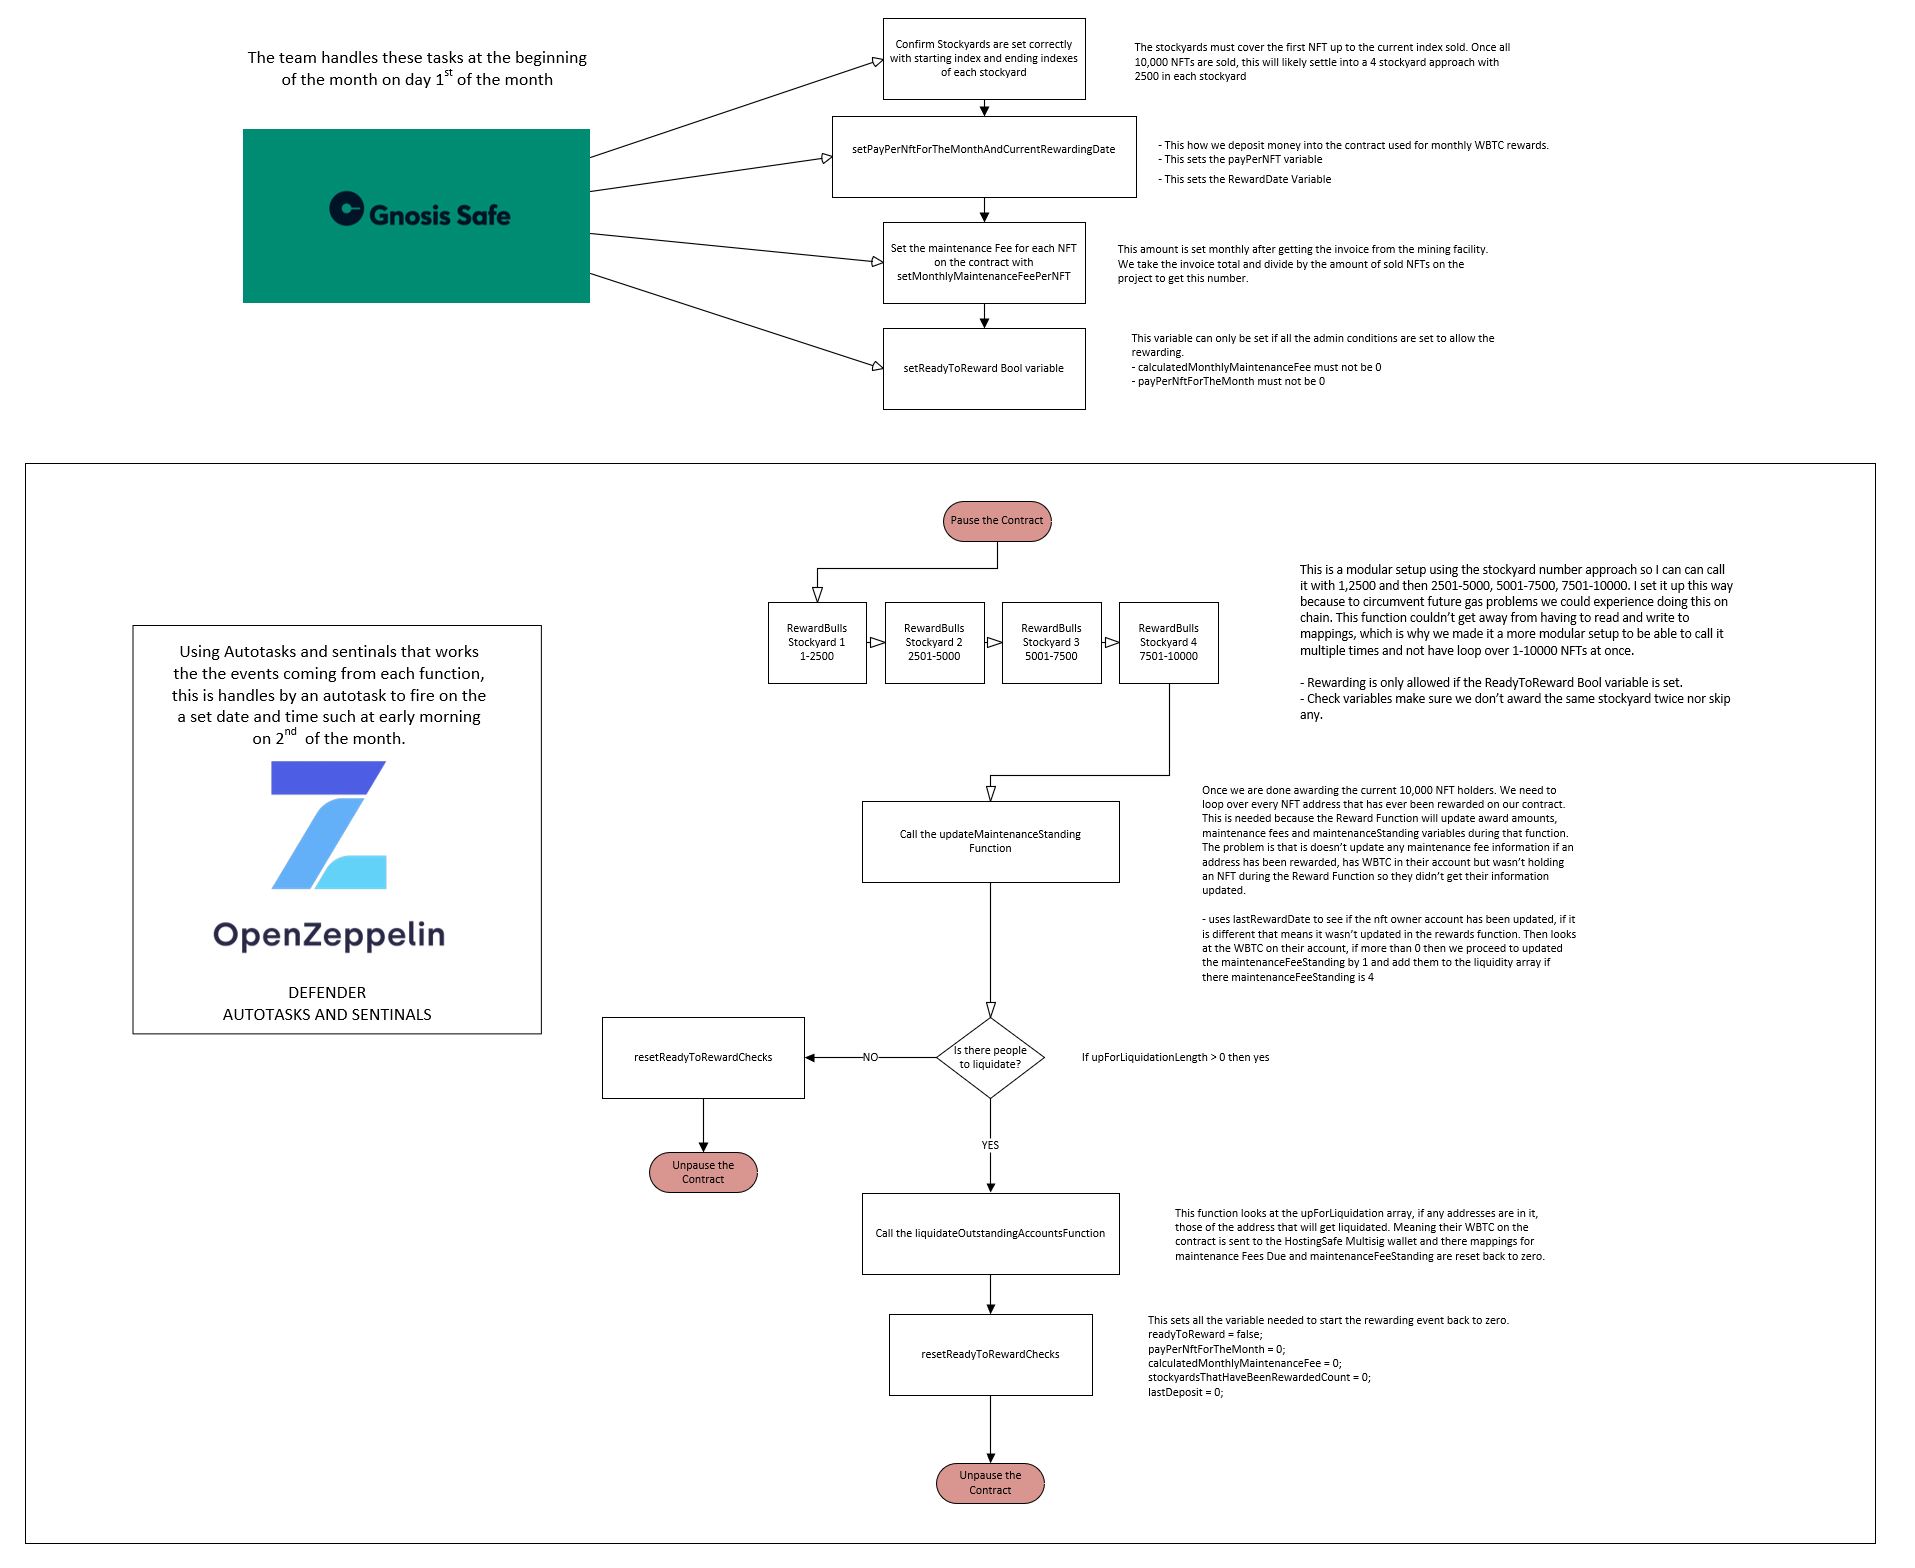 The team handles these tasks at the beginning
of the month on day 1st of the month
Gnosis Safe
Confirm Stockyards are set correctly
with starting index and ending indexes
of each stockyard
The stockyards must cover the first NFT up to the current index sold. Once all
10,000 NFTs are sold, this will likely settle into a 4 stockyard approach with
2500 in each stockyard
setPayPerNftForTheMonthAndCurrentRewardingDate
- This how we deposit money into the contract used for monthly WBTC rewards.
- This sets the payPerNFT variable
- This sets the RewardDate Variable
Set the maintenance Fee for each NFT
on the contract with
setMonthlyMaintenanceFeePerNFT
This amount is set monthly after getting the invoice from the mining facility.
We take the invoice total and divide by the amount of sold NFTs on the
project to get this number.
setReadyToReward Bool variable
This variable can only be set if all the admin conditions are set to allow the
rewarding.
- calculatedMonthlyMaintenanceFee must not be 0
- payPerNftForTheMonth must not be 0
Pause the Contract
RewardBulls
Stockyard 1
1-2500
RewardBulls
Stockyard 2
2501-5000
RewardBulls
Stockyard 3
5001-7500
RewardBulls
Stockyard 4
7501-10000
This is a modular setup using the stockyard number approach so I can can call
it with 1,2500 and then 2501-5000, 5001-7500, 7501-10000. I set it up this way
because to circumvent future gas problems we could experience doing this on
chain. This function couldn't get away from having to read and write to
mappings, which is why we made it a more modular setup to be able to call it
multiple times and not have loop over 1-10000 NFTs at once.
- Rewarding is only allowed if the ReadyToReward Bool variable is set.
- Check variables make sure we don't award the same stockyard twice nor skip
any.
Using Autotasks and sentinals that works
the the events coming from each function,
this is handles by an autotask to fire on the
a set date and time such at early morning
on 2nd of the month.
OpenZeppelin
DEFENDER
AUTOTASKS AND SENTINALS
Call the updateMaintenanceStanding
Function
Once we are done awarding the current 10,000 NFT holders. We need to
loop over every NFT address that has ever been rewarded on our contract.
This is needed because the Reward Function will update award amounts,
maintenance fees and maintenanceStanding variables during that function.
The problem is that is doesn't update any maintenance fee information if an
address has been rewarded, has WBTC in their account but wasn't holding
an NFT during the Reward Function so they didn't get their information
updated.
- uses lastRewardDate to see if the nft owner account has been updated, if it
is different that means it wasn't updated in the rewards function. Then looks
at the WBTC on their account, if more than 0 then we proceed to updated
the maintenanceFeeStanding by 1 and add them to the liquidity array if
there maintenanceFeeStanding is 4
Is there people
to liquidate?
If upForLiquidationLength > 0 then yes
NO
resetReadyToRewardChecks
Unpause the
Contract
YES
Call the liquidateOutstandingAccountsFunction
This function looks at the upForLiquidation array, if any addresses are in it,
those of the address that will get liquidated. Meaning their WBTC on the
contract is sent to the HostingSafe Multisig wallet and there mappings for
maintenance Fees Due and maintenanceFeeStanding are reset back to zero.
resetReadyToRewardChecks
This sets all the variable needed to start the rewarding event back to zero.
readyToReward = false;
payPerNftForTheMonth = 0;
calculatedMonthlyMaintenanceFee = 0;
stockyardsThatHaveBeenRewardedCount = 0;
lastDeposit = 0;
Unpause the
Contract